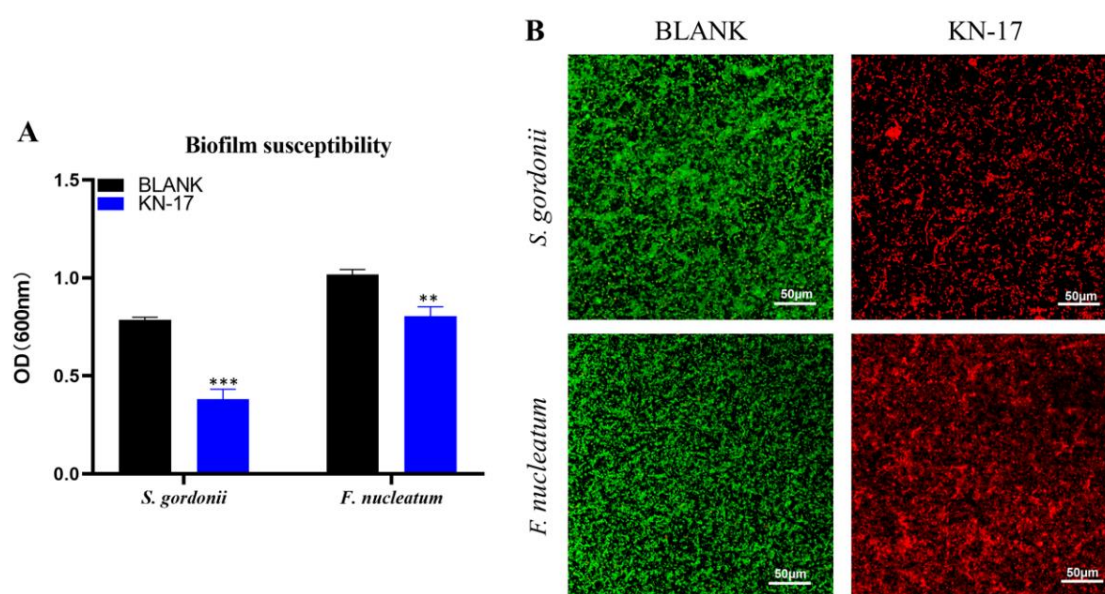 A
Biofilm susceptibility
BLANK
KN-17
OD(600nm)
1.5
1.0
0.5
0.0
***
**
S. gordonii
F. nucleatum
B
BLANK
KN-17
S. gordonii
50μm
50μm
F. nucleatum
50μm
50μm